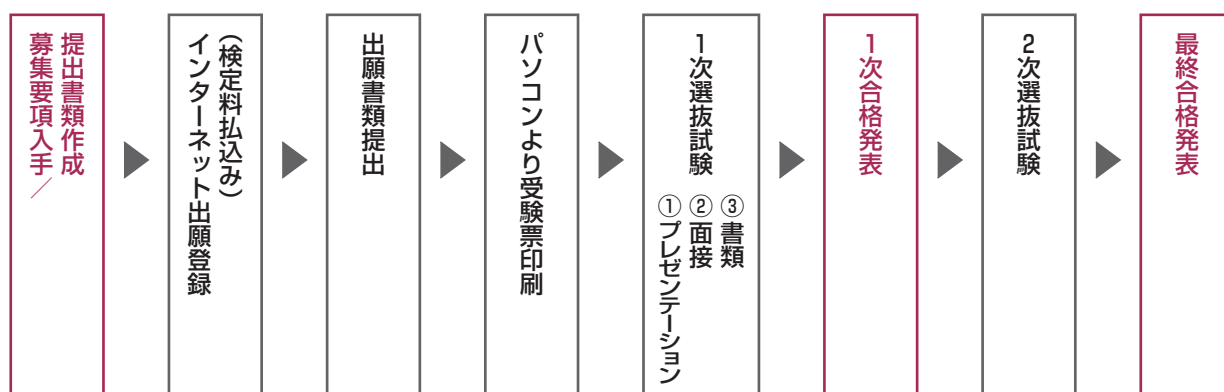 募集要項入手／
提出書類作成
インターネット出願登録
（検定料払込み）
出願書類提出
パソコンより受験票印刷
1次選抜試験
①プレゼンテーション
②面接
③書類
1次合格発表
2次選抜試験
最終合格発表